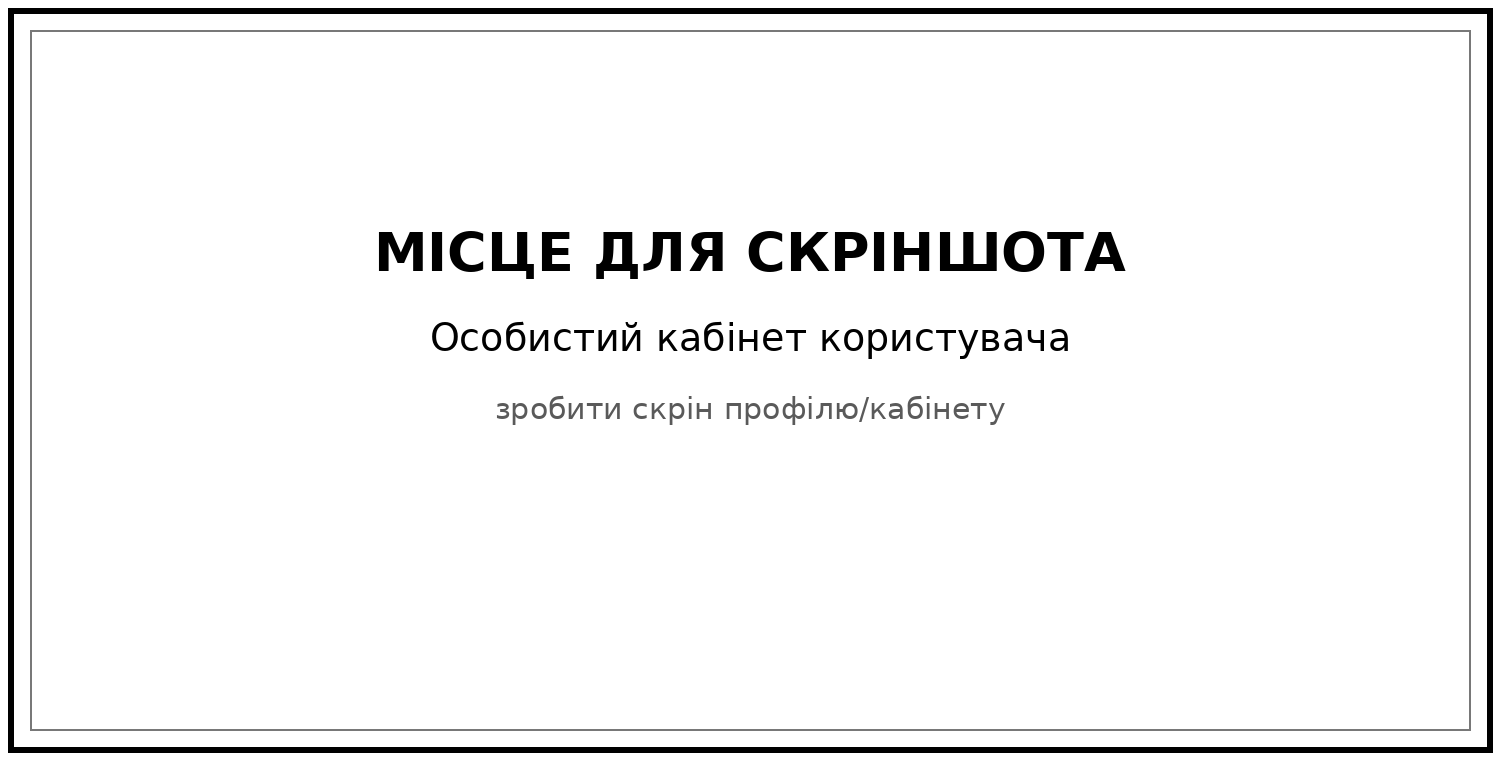 МІСЦЕ ДЛЯ СКРІНШОТА
Особистий кабінет користувача
зробити скрін профілю/кабінету